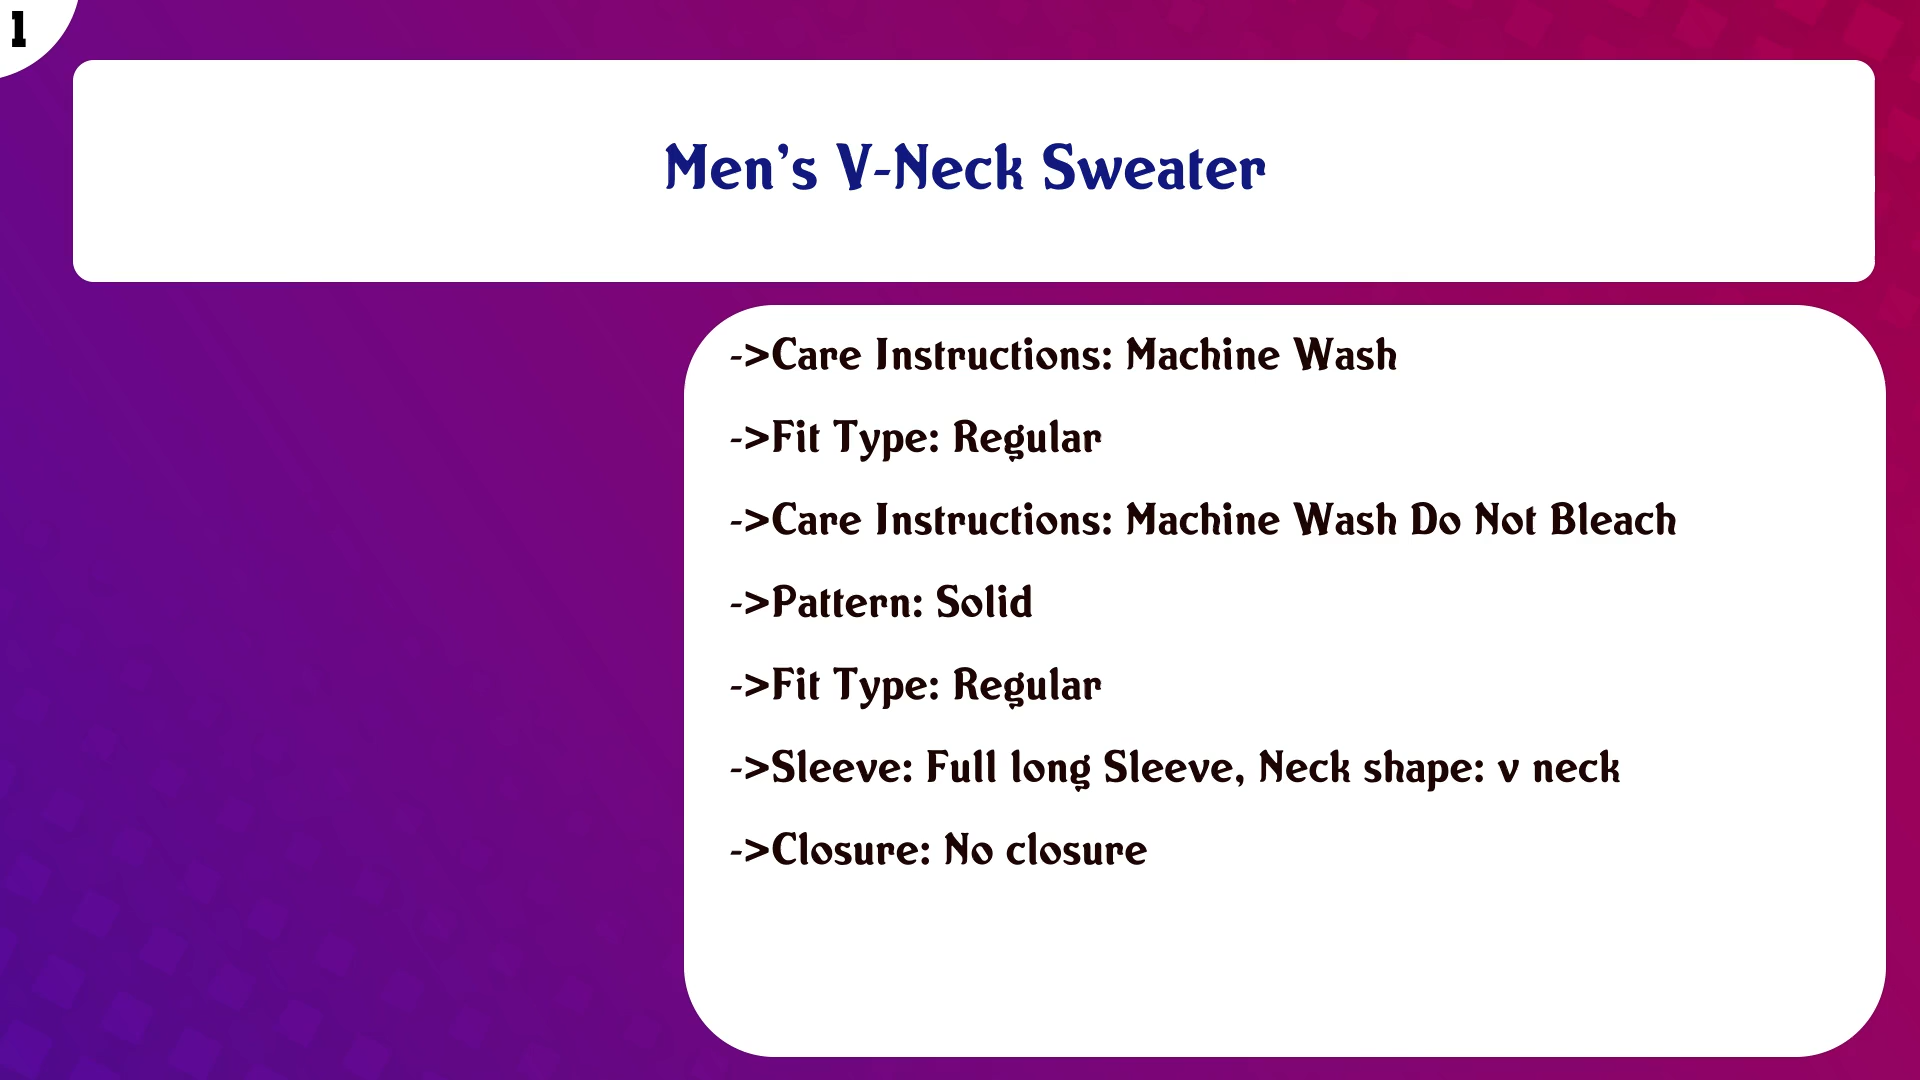 1
Men's V-Neck Sweater
->Care Instructions: Machine Wash
->Fit Type: Regular
->Care Instructions: Machine Wash Do Not Bleach
->Pattern: Solid
->Fit Type: Regular
->Sleeve: Full long Sleeve, Neck shape: v neck
->Closure: No closure